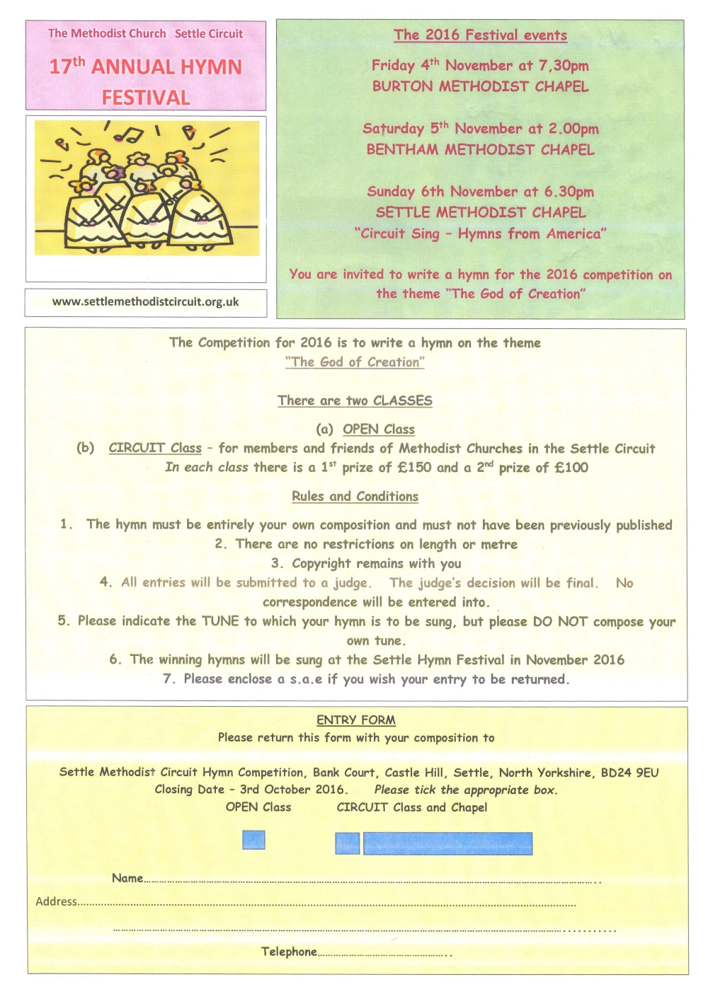 The Methodist Church Settle Circuit
17th ANNUAL HYMN
FESTIVAL
www.settlemethodistcircuit.org.uk
The 2016 Festival events
Friday 4th November at 7,30pm
BURTON METHODIST CHAPEL
Saturday 5th November at 2.00pm
BENTHAM METHODIST CHAPEL
Sunday 6th November at 6.30pm
SETTLE METHODIST CHAPEL
“Circuit Sing – Hymns from America”
You are invited to write a hymn for the 2016 competition on
the theme “The God of Creation”
The Competition for 2016 is to write a hymn on the theme
“The God of Creation”
There are two CLASSES
(a) OPEN Class
(b) CIRCUIT Class – for members and friends of Methodist Churches in the Settle Circuit
In each class there is a 1st prize of £150 and a 2nd prize of £100
Rules and Conditions
1. The hymn must be entirely your own composition and must not have been previously published
2. There are no restrictions on length or metre
3. Copyright remains with you
4. All entries will be submitted to a judge. The judge’s decision will be final. No
correspondence will be entered into.
5. Please indicate the TUNE to which your hymn is to be sung, but please DO NOT compose your
own tune.
6. The winning hymns will be sung at the Settle Hymn Festival in November 2016
7. Please enclose a s.a.e if you wish your entry to be returned.
ENTRY FORM
Please return this form with your composition to
Settle Methodist Circuit Hymn Competition, Bank Court, Castle Hill, Settle, North Yorkshire, BD24 9EU
Closing Date – 3rd October 2016. Please tick the appropriate box.
OPEN Class CIRCUIT Class and Chapel
Name……………………………………………………………………………………………………..
Address...............................................................................................................
………………………………………………………………………………………………...........
Telephone……………………………………..